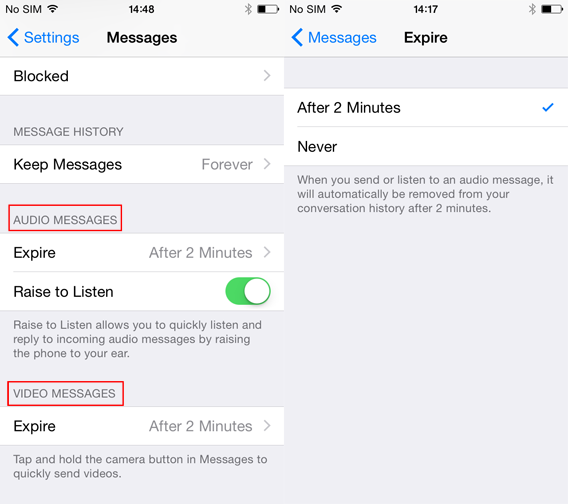 No SIM 14:48
Settings Messages
Blocked
MESSAGE HISTORY
Keep Messages Forever
AUDIO MESSAGES
Expire After 2 Minutes
Raise to Listen
Raise to Listen allows you to quickly listen and
reply to incoming audio messages by raising
the phone to your ear.
VIDEO MESSAGES
Expire After 2 Minutes
Tap and hold the camera button in Messages to
quickly send videos.
No SIM 14:17
Messages Expire
After 2 Minutes
Never
When you send or listen to an audio message, it
will automatically be removed from your
conversation history after 2 minutes.